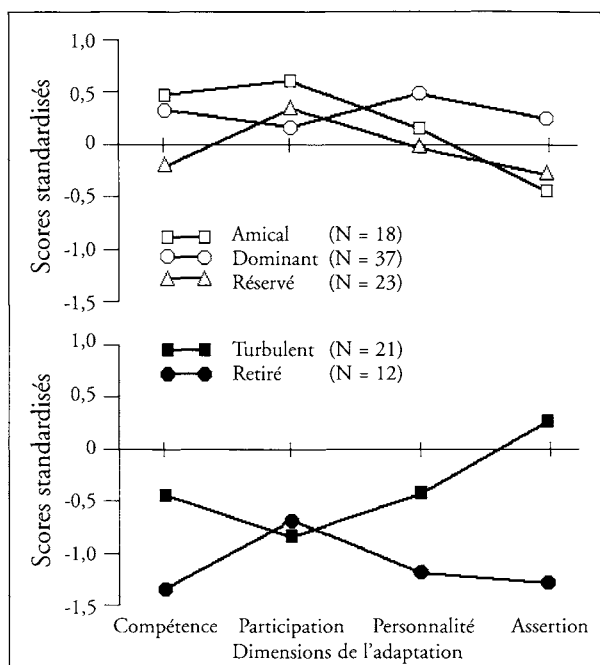 Scores standardisés
1,0
0,5
0
-0,5
-1,0
-1,5
Amical (N = 18)
Dominant (N = 37)
Réservé (N = 23)
Scores standardisés
1,0
0,5
0
-0,5
-1,0
-1,5
Turbulent (N = 21)
Retiré (N = 12)
Compétence Participation Personnalité Assertion
Dimensions de l'adaptation